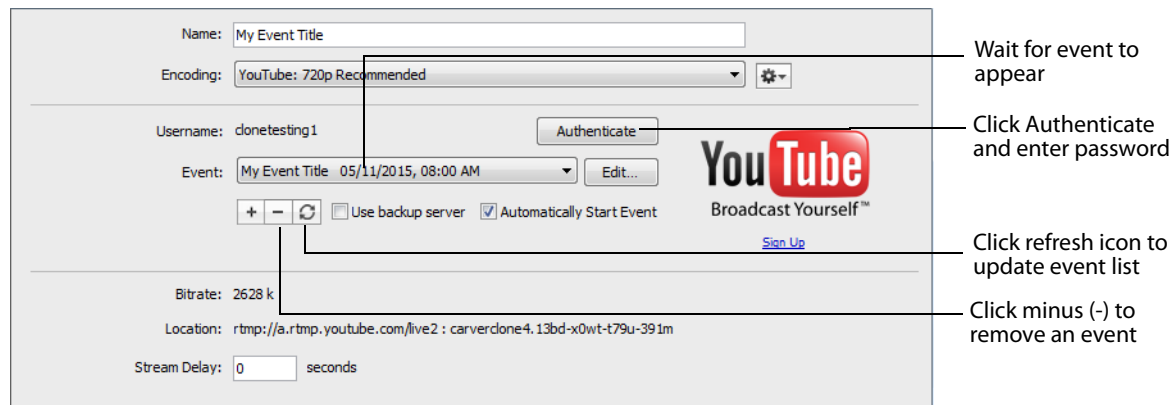 Name: My Event Title
Encoding: YouTube: 720p Recommended
Username: clonetesting1 Authenticate
Event: My Event Title 05/11/2015, 08:00 AM Edit...
+ - Use backup server Automatically Start Event
YouTube
Broadcast Yourself™
Sign Up
Bitrate: 2628 k
Location: rtmp://a.rtmp.youtube.com/live2 : carverclone4.13bd-x0wt-t79u-391m
Stream Delay: 0 seconds
Wait for event to
appear
Click Authenticate
and enter password
Click refresh icon to
update event list
Click minus (-) to
remove an event